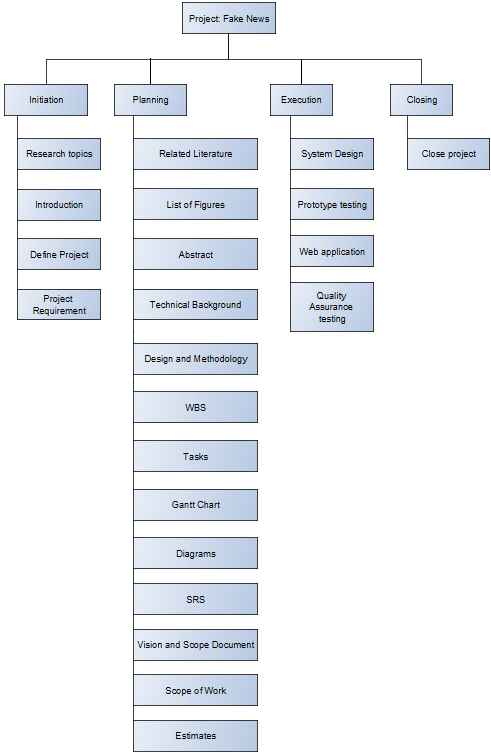 Project: Fake News
Initiation
Planning
Execution
Closing
Research topics
Introduction
Define Project
Project
Requirement
Related Literature
List of Figures
Abstract
Technical Background
Design and Methodology
WBS
Tasks
Gantt Chart
Diagrams
SRS
Vision and Scope Document
Scope of Work
Estimates
System Design
Prototype testing
Web application
Quality
Assurance
testing
Close project